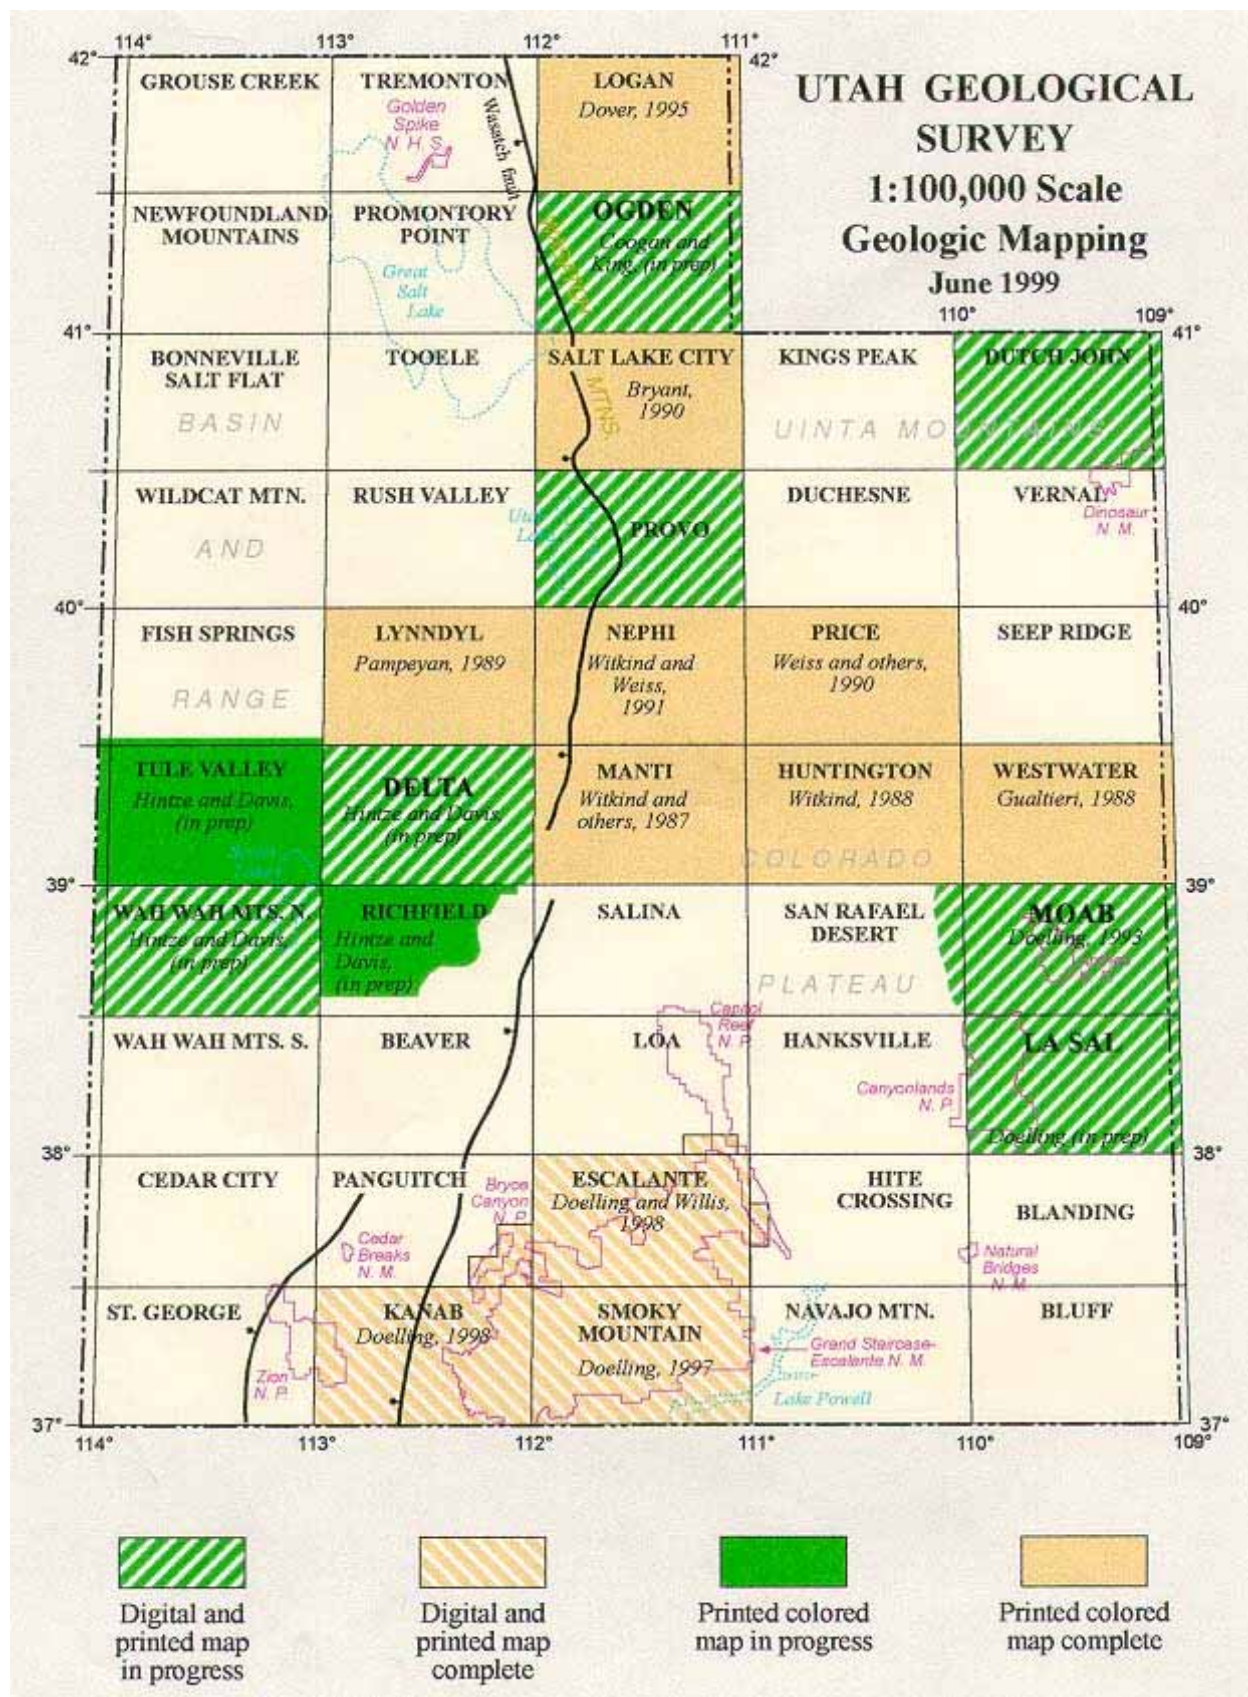 114°
113°
112°
111°
42°
42°
UTAH GEOLOGICAL
SURVEY
1:100,000 Scale
Geologic Mapping
June 1999
GROUSE CREEK
TREMONTON
Golden
Spike
N. H. S.
Wasatch fault
LOGAN
Dover, 1995
NEWFOUNDLAND
MOUNTAINS
PROMONTORY
POINT
Great
Salt
Lake
OGDEN
Coogan and
King, (in prep)
WASATCH
110°
109°
41°
41°
BONNEVILLE
SALT FLAT
BASIN
TOOELE
SALT LAKE CITY
Bryant,
1990
MTNS.
KINGS PEAK
DUTCH JOHN
UINTA MOUNTAINS
WILDCAT MTN.
AND
RUSH VALLEY
Utah
Lake
PROVO
DUCHESNE
VERNAL
Dinosaur
N. M.
40°
40°
FISH SPRINGS
RANGE
LYNNDYL
Pampeyan, 1989
NEPHI
Witkind and
Weiss,
1991
PRICE
Weiss and others,
1990
SEEP RIDGE
TULE VALLEY
Hintze and Davis,
(in prep)
DELTA
Hintze and Davis,
(in prep)
MANTI
Witkind and
others, 1987
HUNTINGTON
Witkind, 1988
WESTWATER
Gualtieri, 1988
COLORADO
39°
39°
WAH WAH MTS. N.
Hintze and Davis,
(in prep)
RICHFIELD
Hintze and
Davis,
(in prep)
SALINA
SAN RAFAEL
DESERT
PLATEAU
MOAB
Doelling, 1993
Arches
WAH WAH MTS. S.
BEAVER
LOA
Capitol
Reef
N. P.
HANKSVILLE
Canyonlands
N. P.
LA SAL
Doelling (in prep)
38°
38°
CEDAR CITY
PANGUITCH
Bryce
Canyon
N. P.
Cedar
Breaks
N. M.
ESCALANTE
Doelling and Willis,
1998
HITE
CROSSING
BLANDING
Natural
Bridges
N. M.
ST. GEORGE
Zion
N. P.
KANAB
Doelling, 1998
SMOKY
MOUNTAIN
Doelling, 1997
NAVAJO MTN.
Grand Staircase-
Escalante N. M.
Lake Powell
BLUFF
37°
37°
114°
113°
112°
111°
110°
109°
Digital and
printed map
in progress
Digital and
printed map
complete
Printed colored
map in progress
Printed colored
map complete